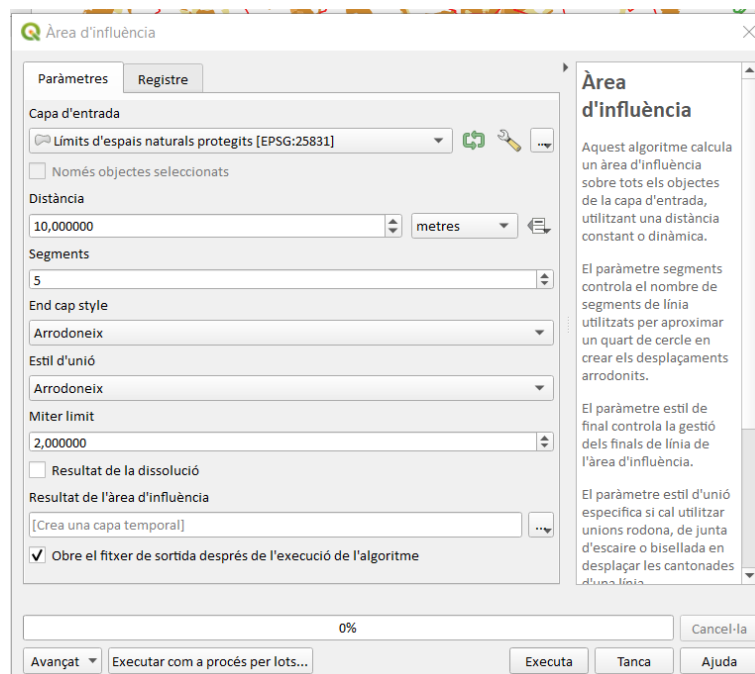 Àrea d'influència
Paràmetres
Registre
Capa d'entrada
Límits d'espais naturals protegits [EPSG:25831]
...
Només objectes seleccionats
Distància
10,000000
metres
Segments
5
End cap style
Arrodoneix
Estil d'unió
Arrodoneix
Miter limit
2,000000
Resultat de la dissolució
Resultat de l'àrea d'influència
[Crea una capa temporal]
...
Obre el fitxer de sortida després de l'execució de l'algoritme
Àrea
d'influència
Aquest algoritme calcula
un àrea d'influència
sobre tots els objectes
de la capa d'entrada,
utilitzant una distància
constant o dinàmica.
El paràmetre segments
controla el nombre de
segments de línia
utilitzats per aproximar
un quart de cercle en
crear els desplaçaments
arrodonits.
El paràmetre estil de
final controla la gestió
dels finals de línia de
l'àrea d'influència.
El paràmetre estil d'unió
especifica si cal utilitzar
unions rodona, de junta
d'escaire o bisellada en
desplaçar les cantonades
d'una línia.
0%
Cancel·la
Avançat
Executar com a procés per lots...
Executa
Tanca
Ajuda